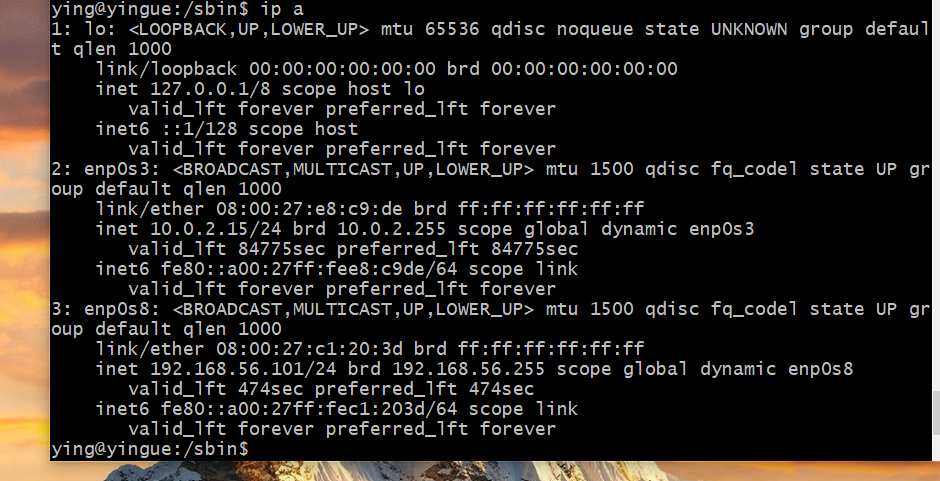 ying@yingue:/sbin$ ip a
1: lo: <LOOPBACK,UP,LOWER_UP> mtu 65536 qdisc noqueue state UNKNOWN group defaul
t qlen 1000
    link/loopback 00:00:00:00:00:00 brd 00:00:00:00:00:00
    inet 127.0.0.1/8 scope host lo
       valid_lft forever preferred_lft forever
    inet6 ::1/128 scope host
       valid_lft forever preferred_lft forever
2: enp0s3: <BROADCAST,MULTICAST,UP,LOWER_UP> mtu 1500 qdisc fq_codel state UP gr
oup default qlen 1000
    link/ether 08:00:27:e8:c9:de brd ff:ff:ff:ff:ff:ff
    inet 10.0.2.15/24 brd 10.0.2.255 scope global dynamic enp0s3
       valid_lft 84775sec preferred_lft 84775sec
    inet6 fe80::a00:27ff:fee8:c9de/64 scope link
       valid_lft forever preferred_lft forever
3: enp0s8: <BROADCAST,MULTICAST,UP,LOWER_UP> mtu 1500 qdisc fq_codel state UP gr
oup default qlen 1000
    link/ether 08:00:27:c1:20:3d brd ff:ff:ff:ff:ff:ff
    inet 192.168.56.101/24 brd 192.168.56.255 scope global dynamic enp0s8
       valid_lft 474sec preferred_lft 474sec
    inet6 fe80::a00:27ff:fec1:203d/64 scope link
       valid_lft forever preferred_lft forever
ying@yingue:/sbin$